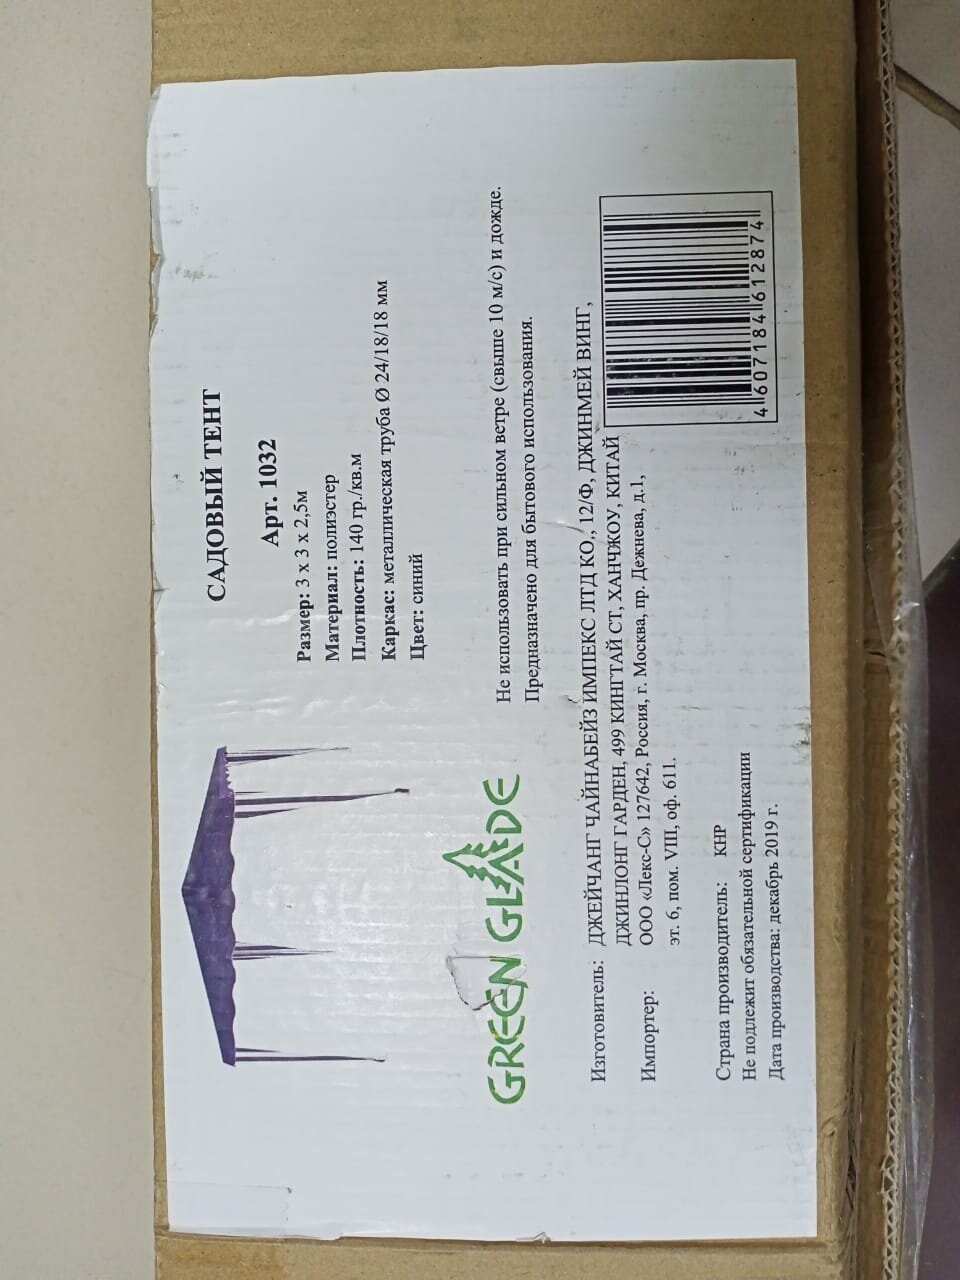 САДОВЫЙ ТЕНТ
Арт. 1032
Размер: 3 х 3 х 2,5м
Материал: полиэстер
Плотность: 140 гр./кв.м
Каркас: металлическая труба Ø 24/18/18 мм
Цвет: синий
GREEN GLADE
Не использовать при сильном ветре (свыше 10 м/с) и дожде.
Предназначено для бытового использования.
Изготовитель: ДЖЕЙЧАНГ ЧАЙНАБЕЙЗ ИМПЕКС ЛТД КО,, 12/Ф, ДЖИНМЕЙ ВИНГ,
ДЖИНЛОНГ ГАРДЕН, 499 КИНГТАЙ СТ, ХАНЧЖОУ, КИТАЙ
Импортер: ООО «Лекс-С» 127642, Россия, г. Москва, пр. Дежнева, д.1,
эт. 6, пом. VIII, оф. 611.
Страна производитель: КНР
Не подлежит обязательной сертификации
Дата производства: декабрь 2019 г.
4 607184 612874